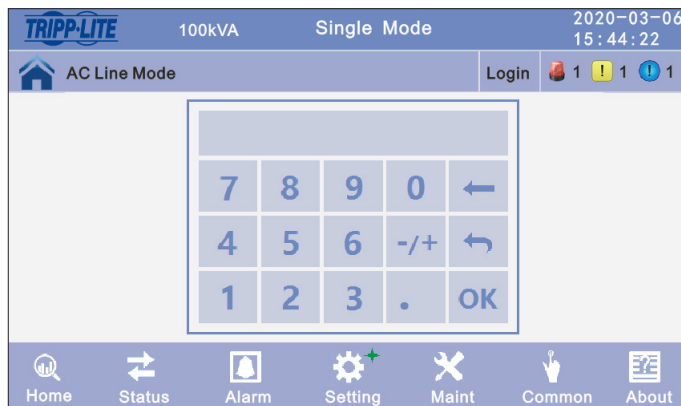 TRIPP·LITE 100kVA Single Mode 2020-03-06
15:44:22
AC Line Mode Login 1 ! 1 ! 1
7 8 9 0 ←
4 5 6 -/+ ↩
1 2 3 . OK
Home Status Alarm Setting Maint Common About